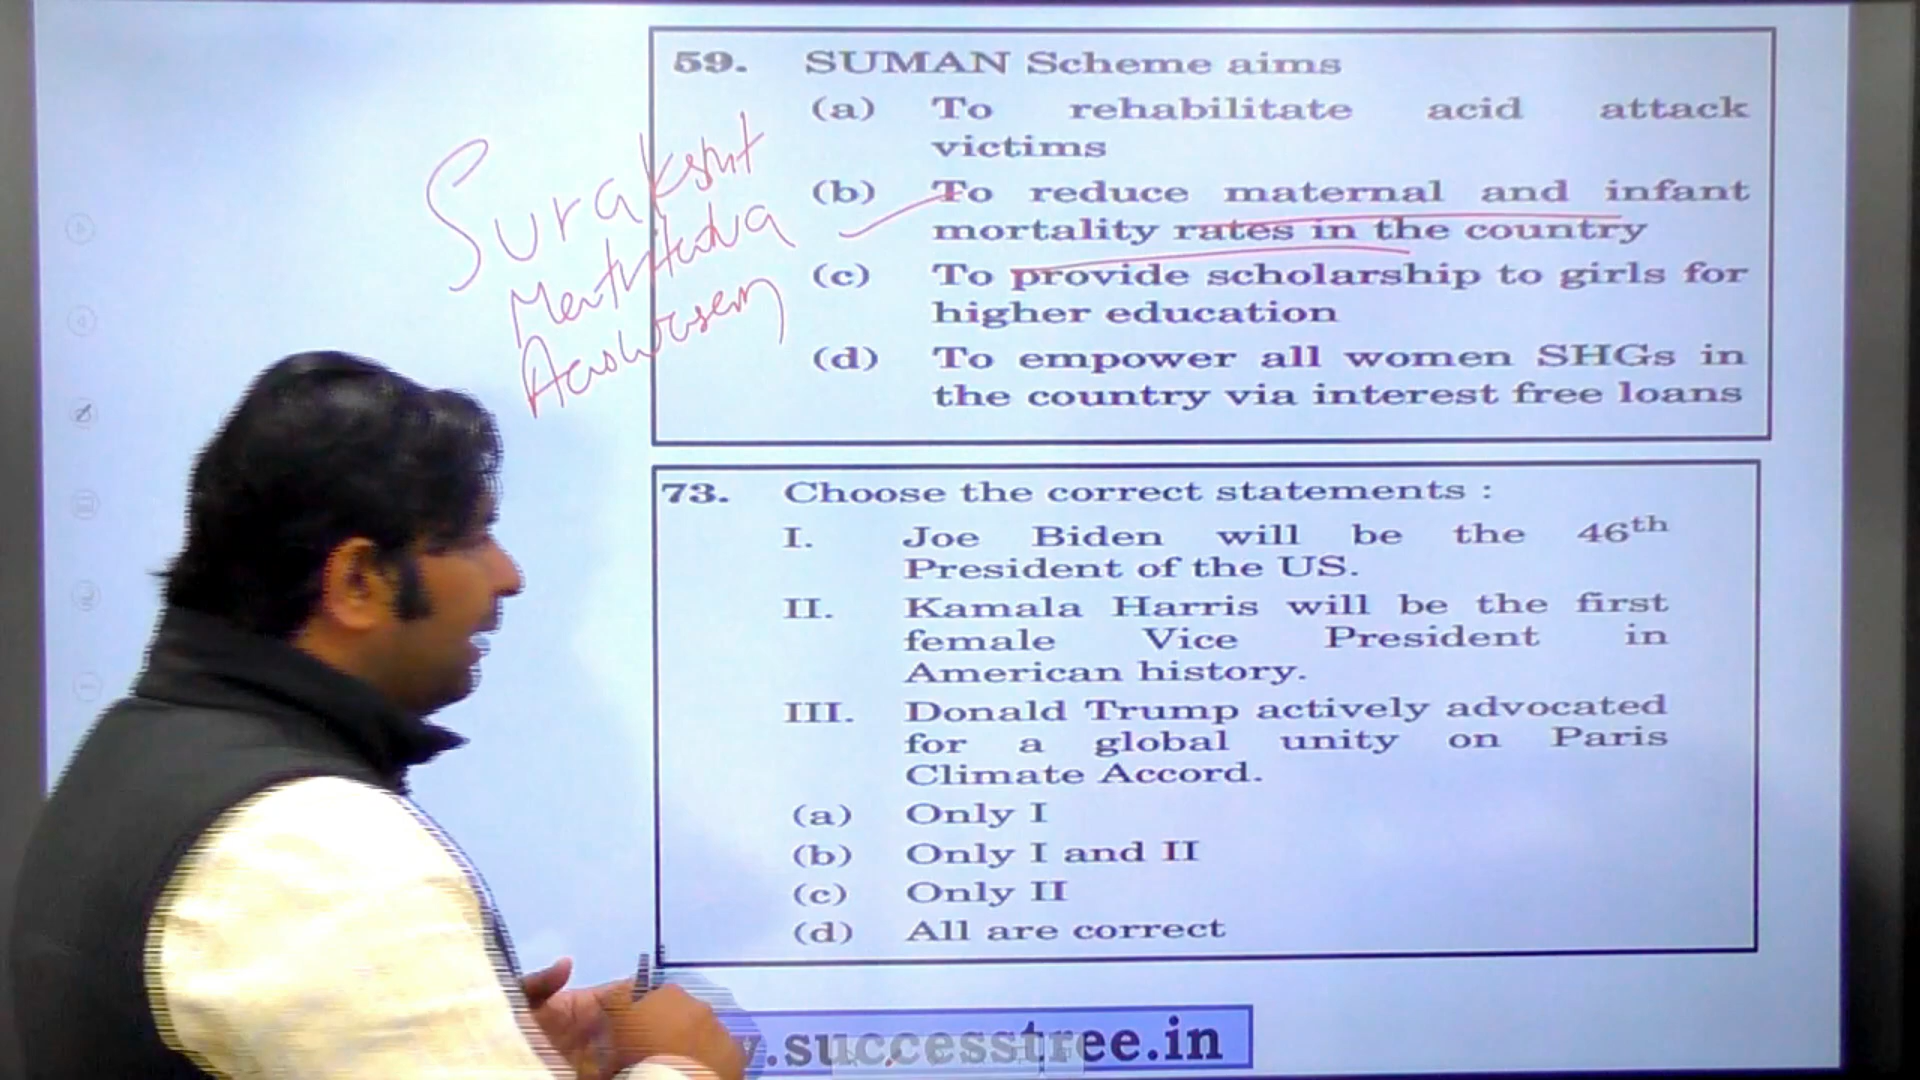 59. SUMAN Scheme aims
(a) To rehabilitate acid attack
victims
(b) To reduce maternal and infant
mortality rates in the country
(c) To provide scholarship to girls for
higher education
(d) To empower all women SHGs in
the country via interest free loans
Surakshit
73. Choose the correct statements :
I. Joe Biden will be the 46th
President of the US.
II. Kamala Harris will be the first
female Vice President in
American history.
III. Donald Trump actively advocated
for a global unity on Paris
Climate Accord.
(a) Only I
(b) Only I and II
(c) Only II
(d) All are correct
.successtree.in